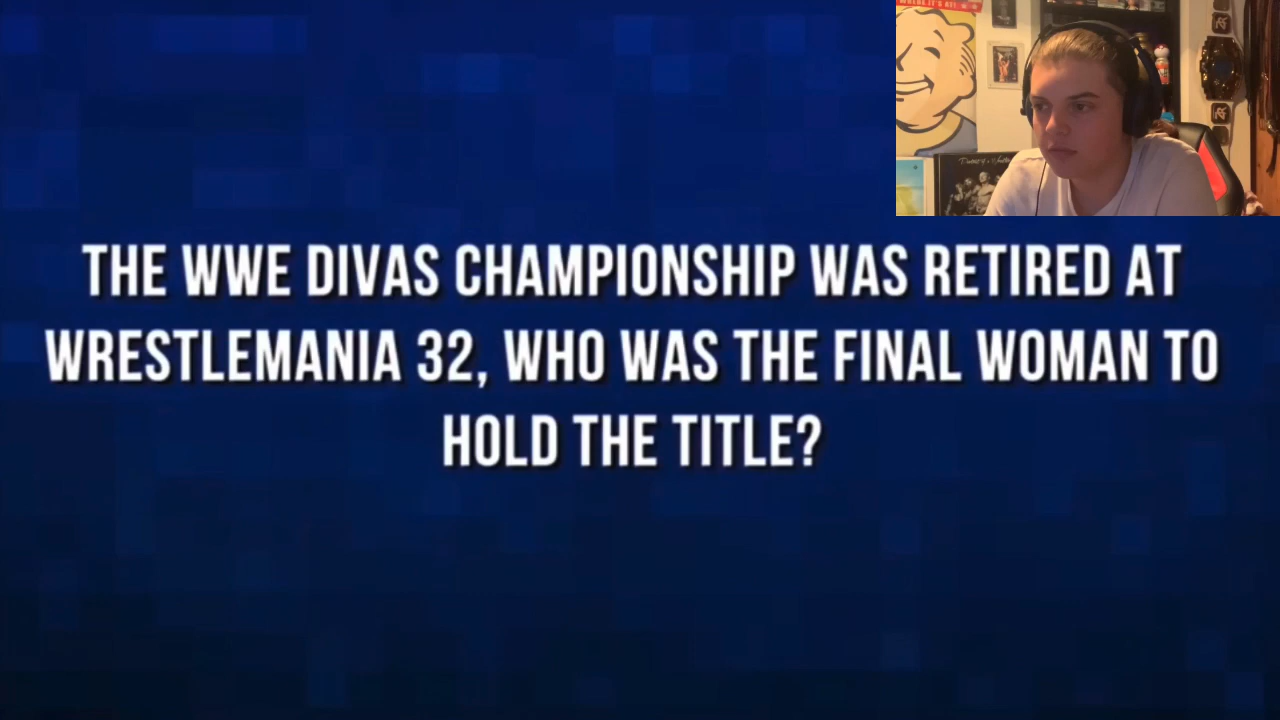 THE WWE DIVAS CHAMPIONSHIP WAS RETIRED AT
WRESTLEMANIA 32, WHO WAS THE FINAL WOMAN TO
HOLD THE TITLE?